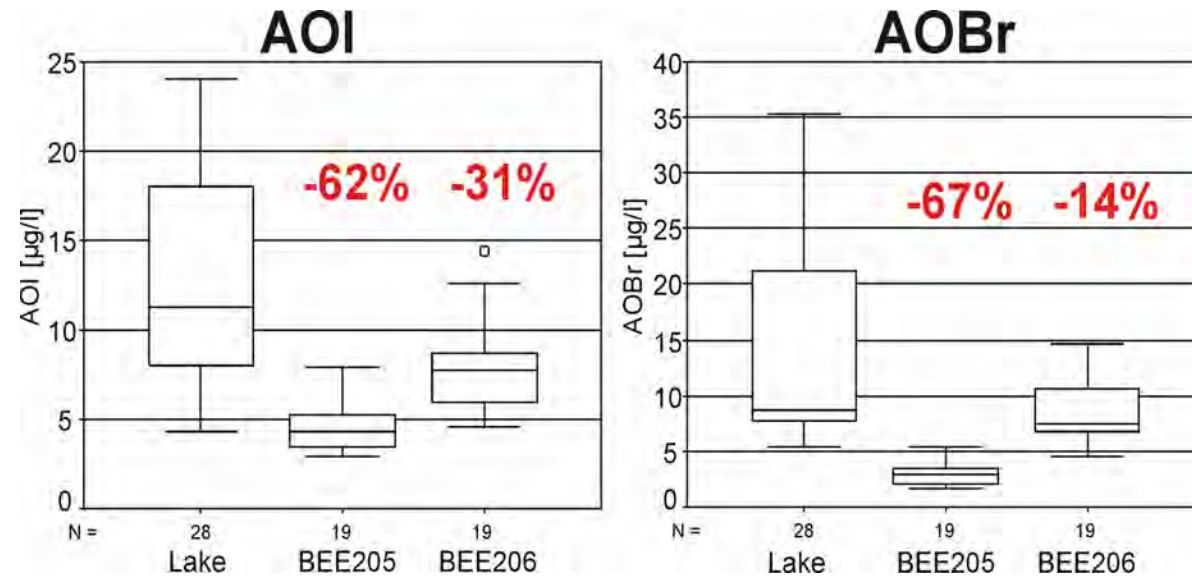 AOI
AOI [µg/l]
25
20
15
10
5
0
-62% -31%
N = 28 19 19
Lake BEE205 BEE206
AOBr
AOBr [µg/l]
40
35
30
25
20
15
10
5
0
-67% -14%
N = 28 19 19
Lake BEE205 BEE206